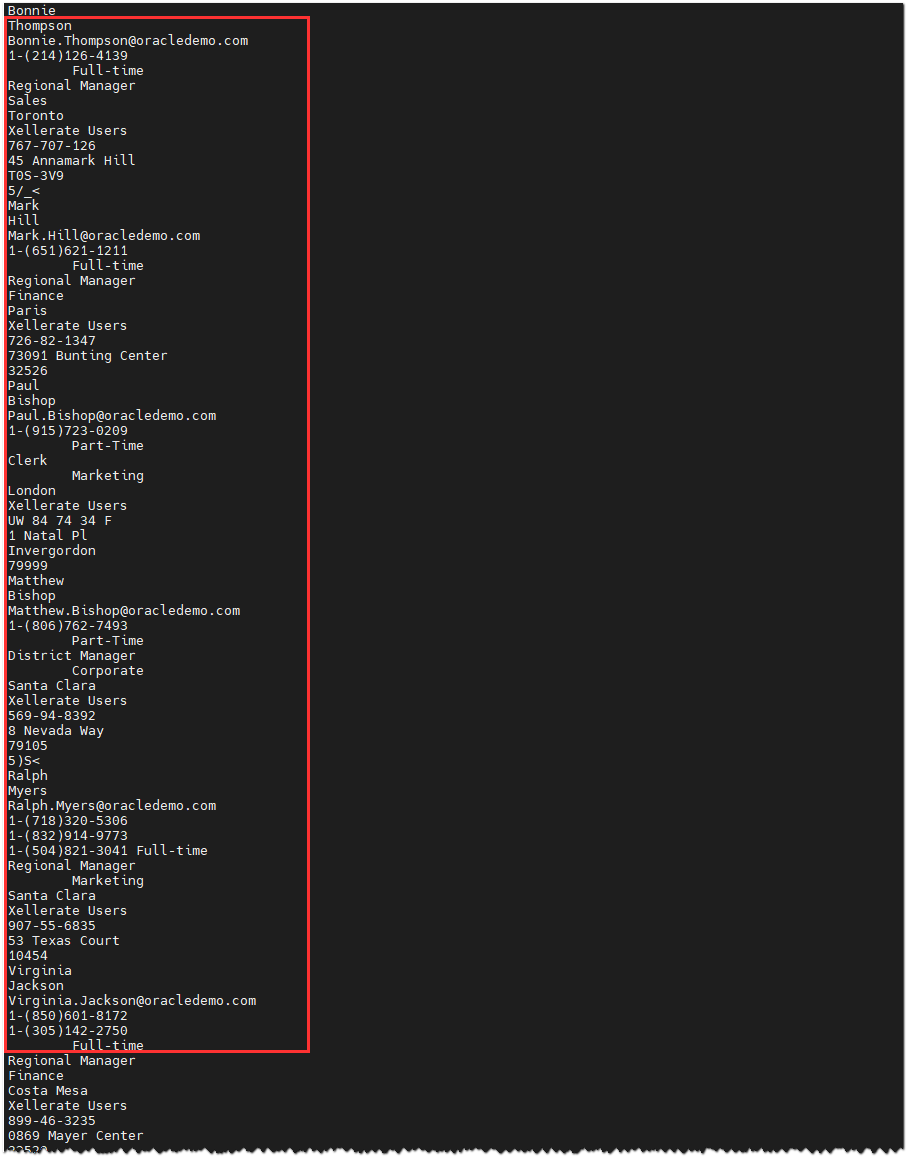 Bonnie
Thompson
Bonnie.Thompson@oracledemo.com
1-(214)126-4139
Full-time
Regional Manager
Sales
Toronto
Xellerate Users
767-707-126
45 Annamark Hill
T0S-3V9
5/_<
Mark
Hill
Mark.Hill@oracledemo.com
1-(651)621-1211
Full-time
Regional Manager
Finance
Paris
Xellerate Users
726-82-1347
73091 Bunting Center
32526
Paul
Bishop
Paul.Bishop@oracledemo.com
1-(915)723-0209
Part-Time
Clerk
Marketing
London
Xellerate Users
UW 84 74 34 F
1 Natal Pl
Invergordon
79999
Matthew
Bishop
Matthew.Bishop@oracledemo.com
1-(806)762-7493
Part-Time
District Manager
Corporate
Santa Clara
Xellerate Users
569-94-8392
8 Nevada Way
79105
5)S<
Ralph
Myers
Ralph.Myers@oracledemo.com
1-(718)320-5306
1-(832)914-9773
1-(504)821-3041 Full-time
Regional Manager
Marketing
Santa Clara
Xellerate Users
907-55-6835
53 Texas Court
10454
Virginia
Jackson
Virginia.Jackson@oracledemo.com
1-(850)601-8172
1-(305)142-2750
Full-time
Regional Manager
Finance
Costa Mesa
Xellerate Users
899-46-3235
0869 Mayer Center